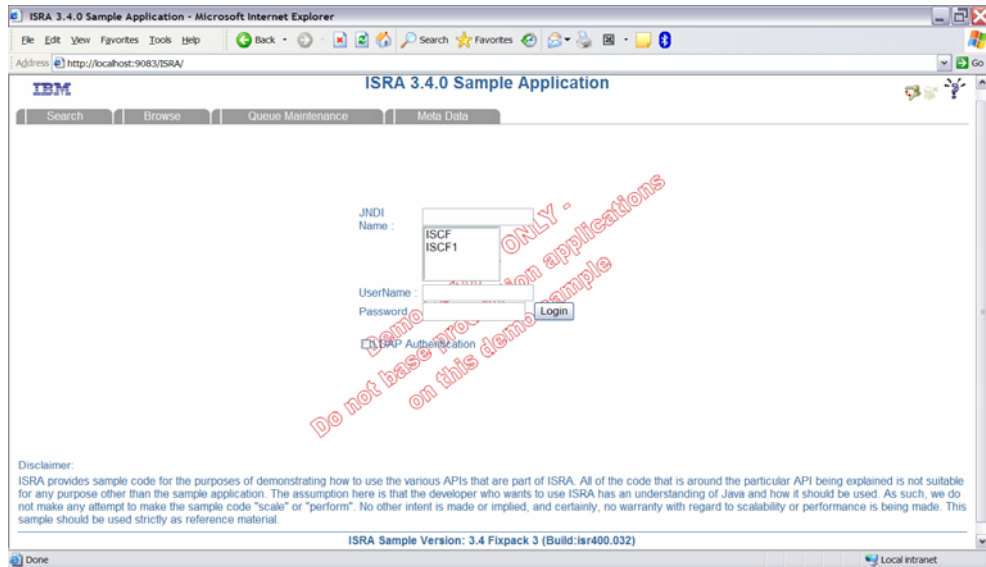 ISRA 3.4.0 Sample Application - Microsoft Internet Explorer
File Edit View Favorites Tools Help
Back Search Favorites
Address http://localhost:9083/ISRA/ Go
IBM
ISRA 3.4.0 Sample Application
Search Browse Queue Maintenance Meta Data
JNDI
Name :
ISCF
ISCF1
UserName :
Password
Login
LDAP Authentication
Demo ONLY -
Do not base production applications
on this demo sample
Disclaimer:
ISRA provides sample code for the purposes of demonstrating how to use the various APIs that are part of ISRA. All of the code that is around the particular API being explained is not suitable
for any purpose other than the sample application. The assumption here is that the developer who wants to use ISRA has an understanding of Java and how it should be used. As such, we do
not make any attempt to make the sample code "scale" or "perform". No other intent is made or implied, and certainly, no warranty with regard to scalability or performance is being made. This
sample should be used strictly as reference material.
ISRA Sample Version: 3.4 Fixpack 3 (Build:isr400.032)
Done
Local intranet